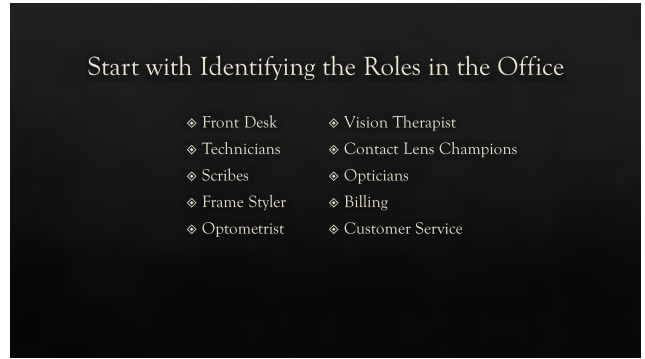 Start with Identifying the Roles in the Office
Front Desk
Technicians
Scribes
Frame Styler
Optometrist
Vision Therapist
Contact Lens Champions
Opticians
Billing
Customer Service